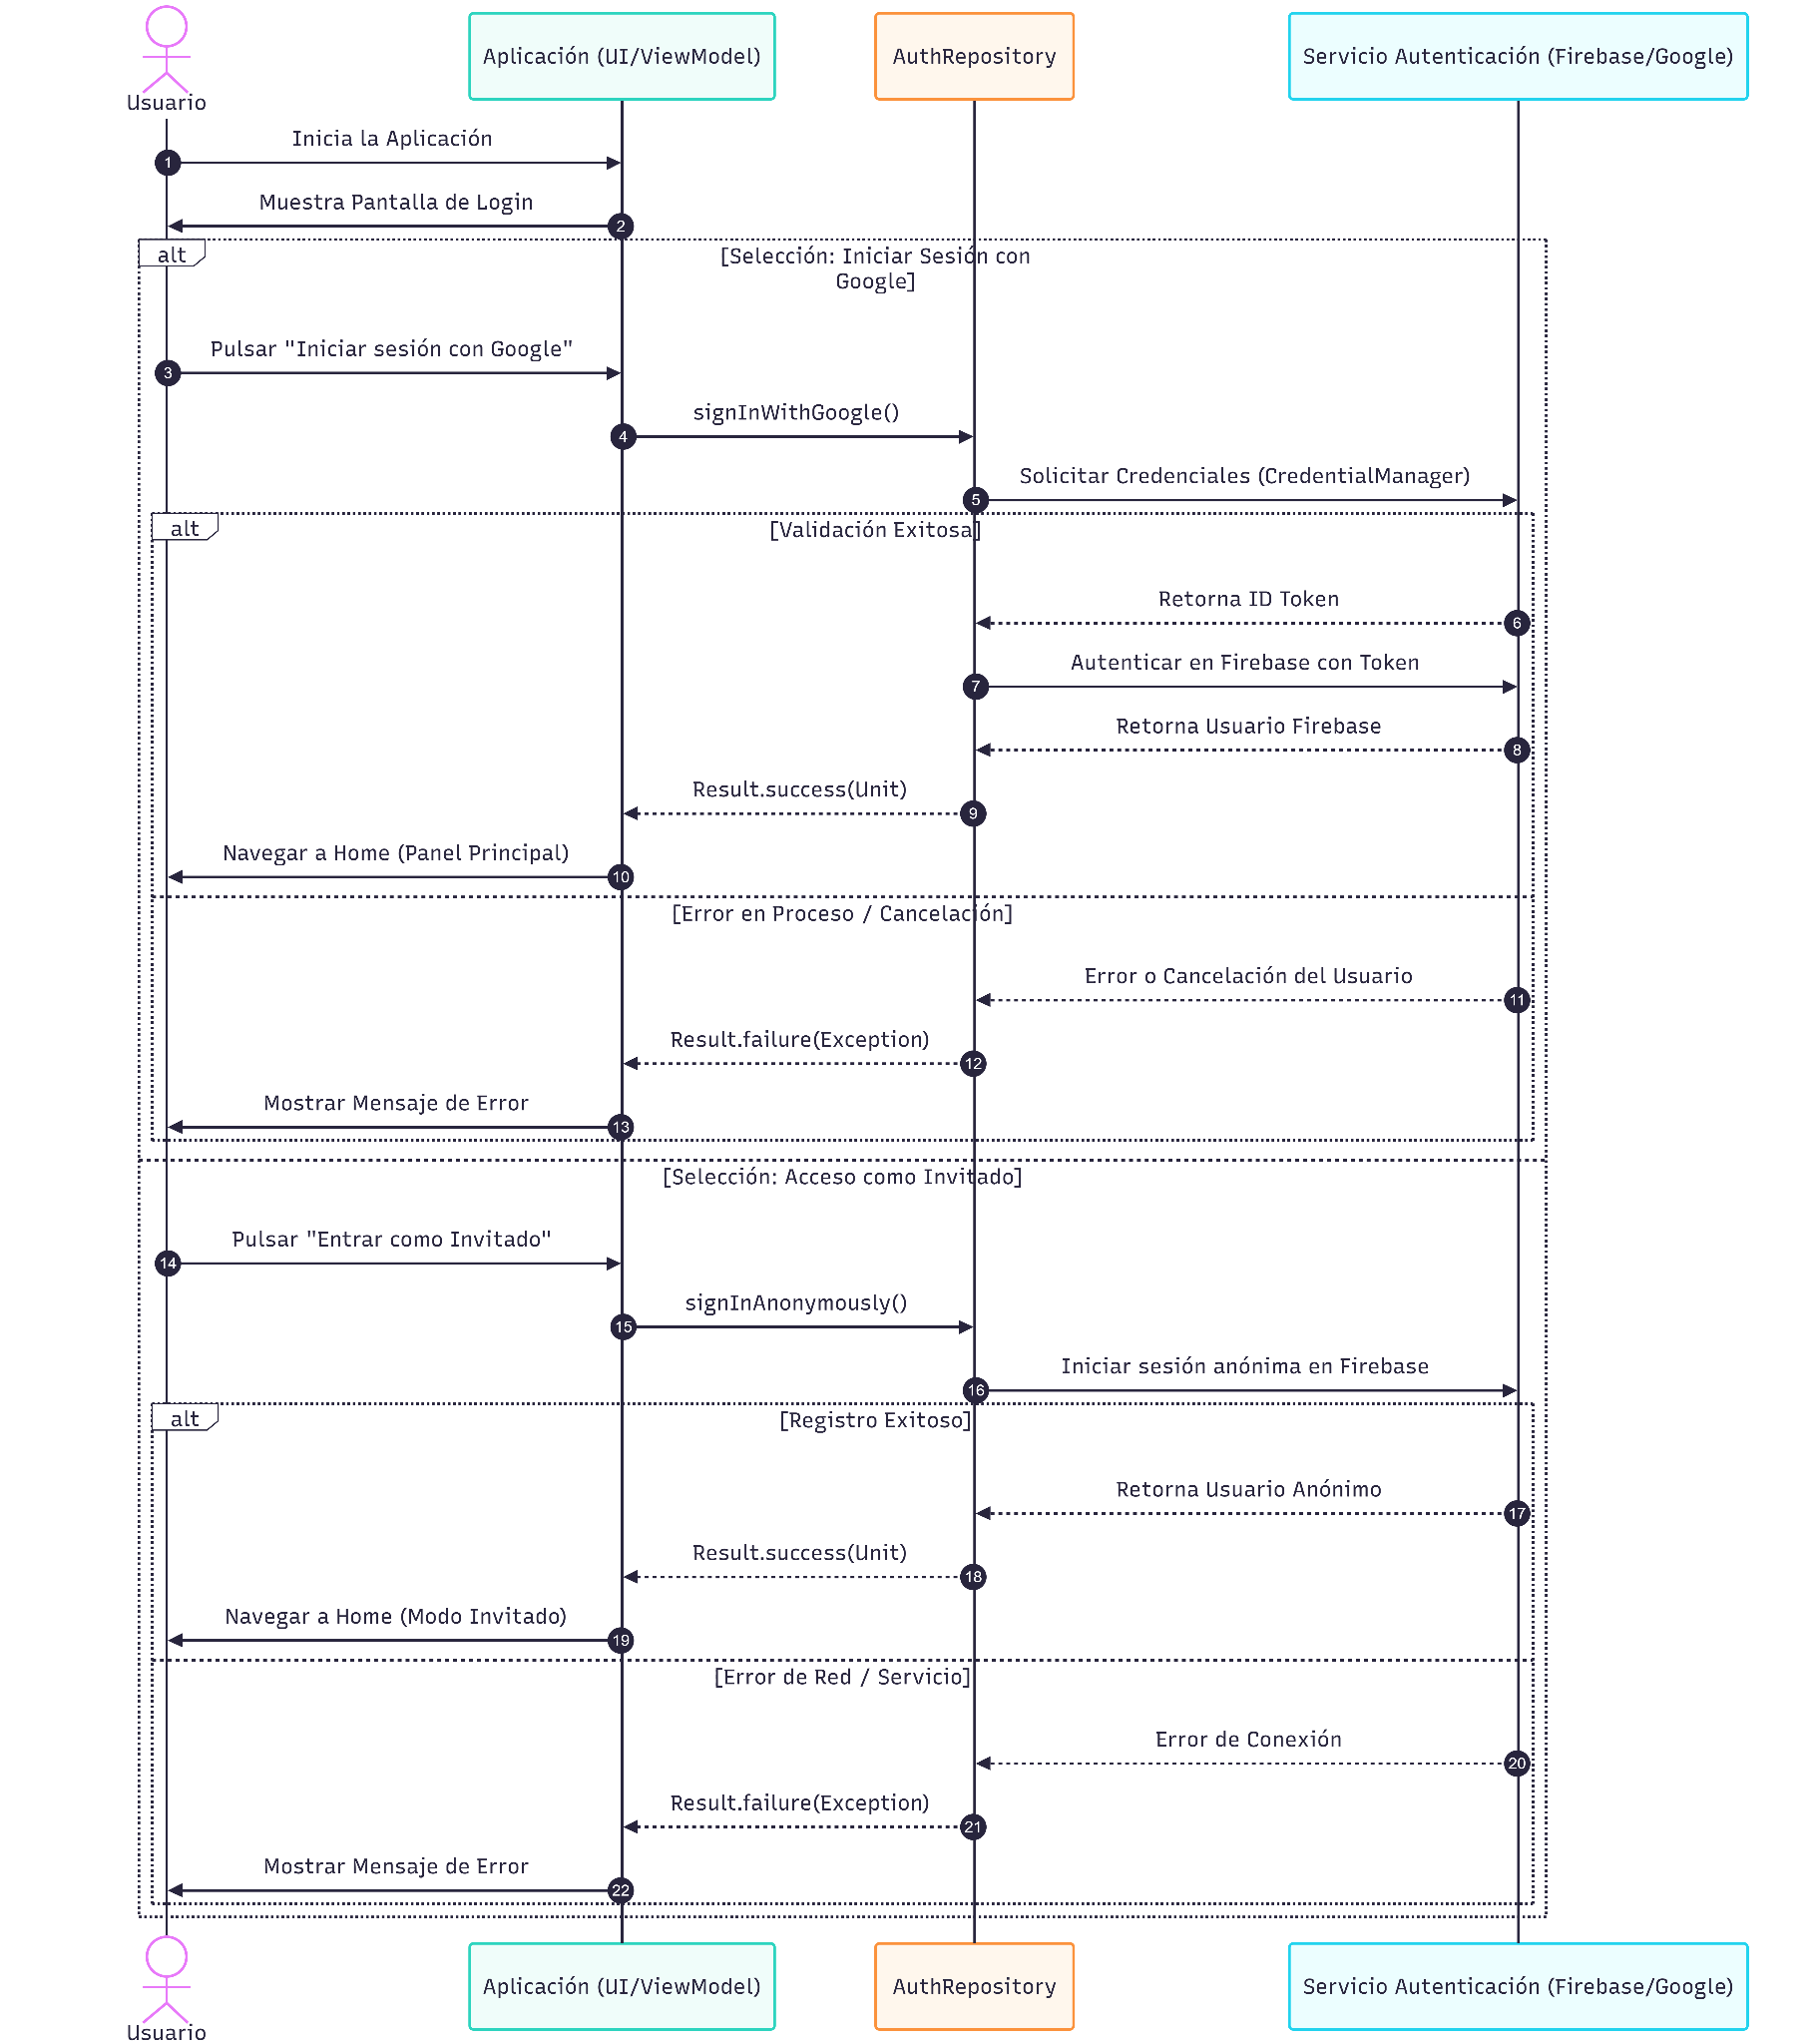 Usuario
Aplicación (UI/ViewModel)
AuthRepository
Servicio Autenticación (Firebase/Google)
Inicia la Aplicación
1
Muestra Pantalla de Login
2
alt
[Selección: Iniciar Sesión con
Google]
Pulsar "Iniciar sesión con Google"
3
signInWithGoogle()
4
Solicitar Credenciales (CredentialManager)
5
alt
[Validación Exitosa]
Retorna ID Token
6
Autenticar en Firebase con Token
7
Retorna Usuario Firebase
8
Result.success(Unit)
9
Navegar a Home (Panel Principal)
10
[Error en Proceso / Cancelación]
Error o Cancelación del Usuario
11
Result.failure(Exception)
12
Mostrar Mensaje de Error
13
[Selección: Acceso como Invitado]
Pulsar "Entrar como Invitado"
14
signInAnonymously()
15
Iniciar sesión anónima en Firebase
16
alt
[Registro Exitoso]
Retorna Usuario Anónimo
17
Result.success(Unit)
18
Navegar a Home (Modo Invitado)
19
[Error de Red / Servicio]
Error de Conexión
20
Result.failure(Exception)
21
Mostrar Mensaje de Error
22
Usuario
Aplicación (UI/ViewModel)
AuthRepository
Servicio Autenticación (Firebase/Google)